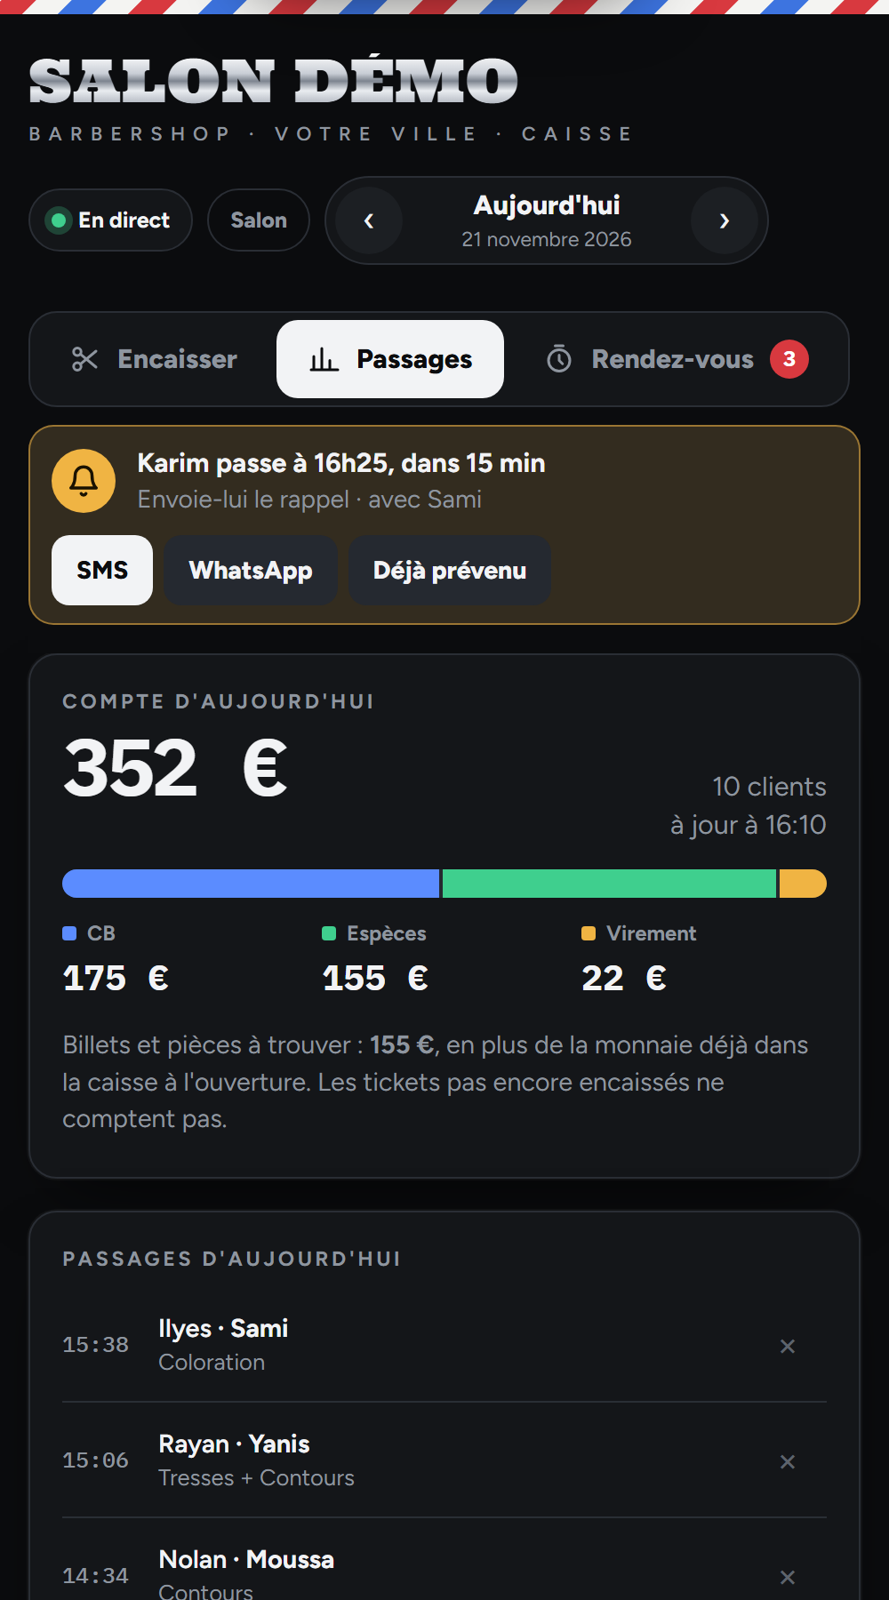 SALON DÉMO
BARBERSHOP · VOTRE VILLE · CAISSE
En direct
Salon
‹
Aujourd'hui
21 novembre 2026
›
Encaisser
Passages
Rendez-vous
3
Karim passe à 16h25, dans 15 min
Envoie-lui le rappel · avec Sami
SMS
WhatsApp
Déjà prévenu
COMPTE D'AUJOURD'HUI
352 €
10 clients
à jour à 16:10
CB
Espèces
Virement
175 €
155 €
22 €
Billets et pièces à trouver : 155 €, en plus de la monnaie déjà dans
la caisse à l'ouverture. Les tickets pas encore encaissés ne
comptent pas.
PASSAGES D'AUJOURD'HUI
15:38
Ilyes · Sami
Coloration
×
15:06
Rayan · Yanis
Tresses + Contours
×
14:34
Nolan · Moussa
Contours
×